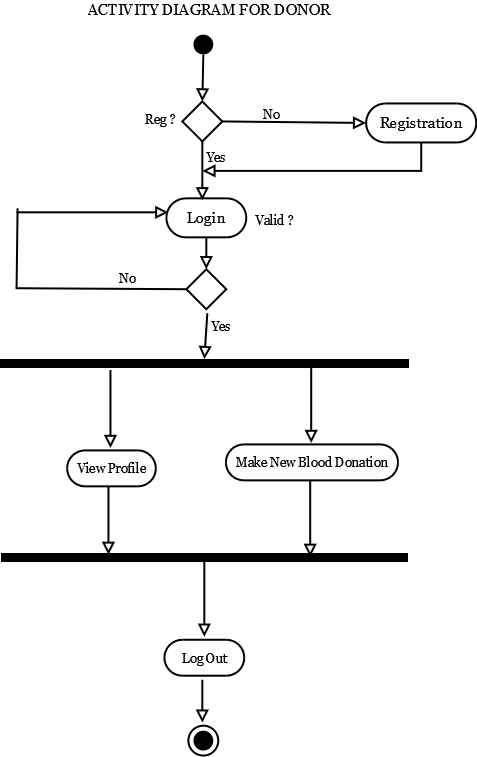 ACTIVITY DIAGRAM FOR DONOR
Reg ?
No
Registration
Yes
Login
Valid ?
No
Yes
View Profile
Make New Blood Donation
Log Out